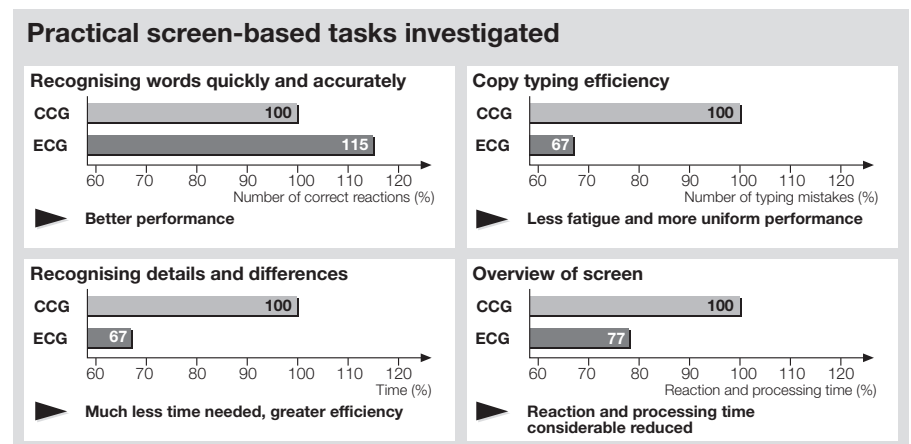 Practical screen-based tasks investigated
Recognising words quickly and accurately
CCG 100
ECG 115
60 70 80 90 100 110 120
Number of correct reactions (%)
Better performance
Copy typing efficiency
CCG 100
ECG 67
60 70 80 90 100 110 120
Number of typing mistakes (%)
Less fatigue and more uniform performance
Recognising details and differences
CCG 100
ECG 67
60 70 80 90 100 110 120
Time (%)
Much less time needed, greater efficiency
Overview of screen
CCG 100
ECG 77
60 70 80 90 100 110 120
Reaction and processing time (%)
Reaction and processing time
considerable reduced